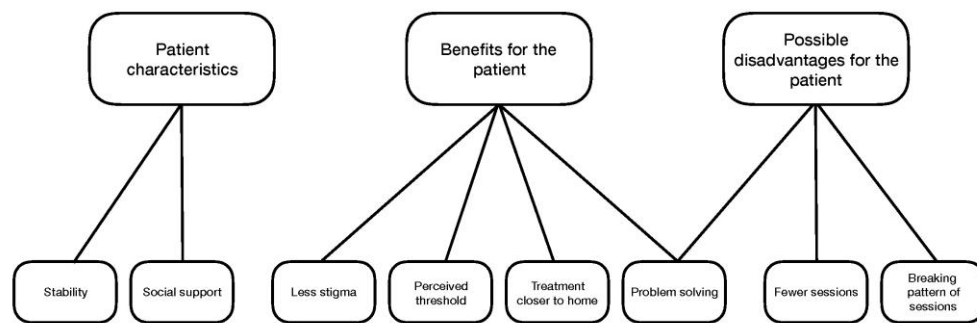 Patient
characteristics
Benefits for the
patient
Possible
disadvantages for the
patient
Stability
Social support
Less stigma
Perceived
threshold
Treatment
closer to home
Problem solving
Fewer sessions
Breaking
pattern of
sessions